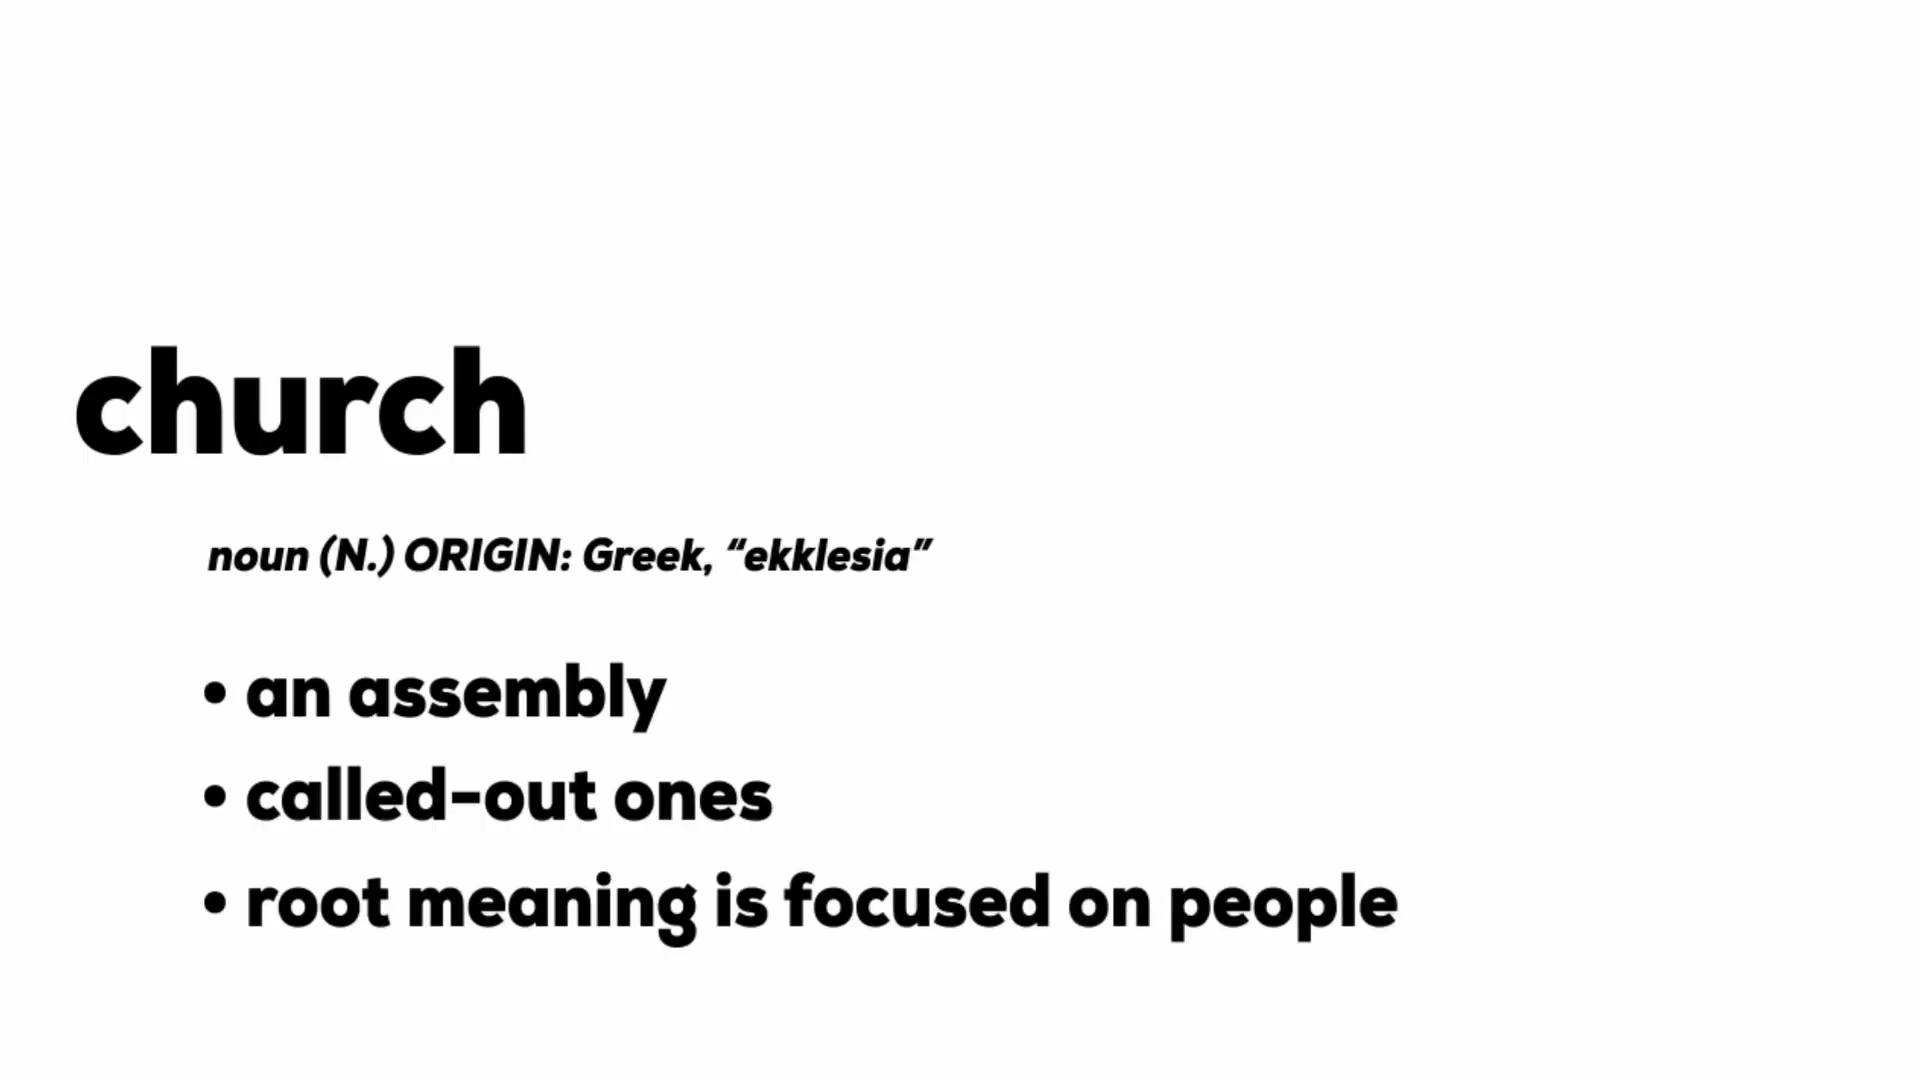 church
noun (N.) ORIGIN: Greek, “ekklesia”
• an assembly
• called-out ones
• root meaning is focused on people